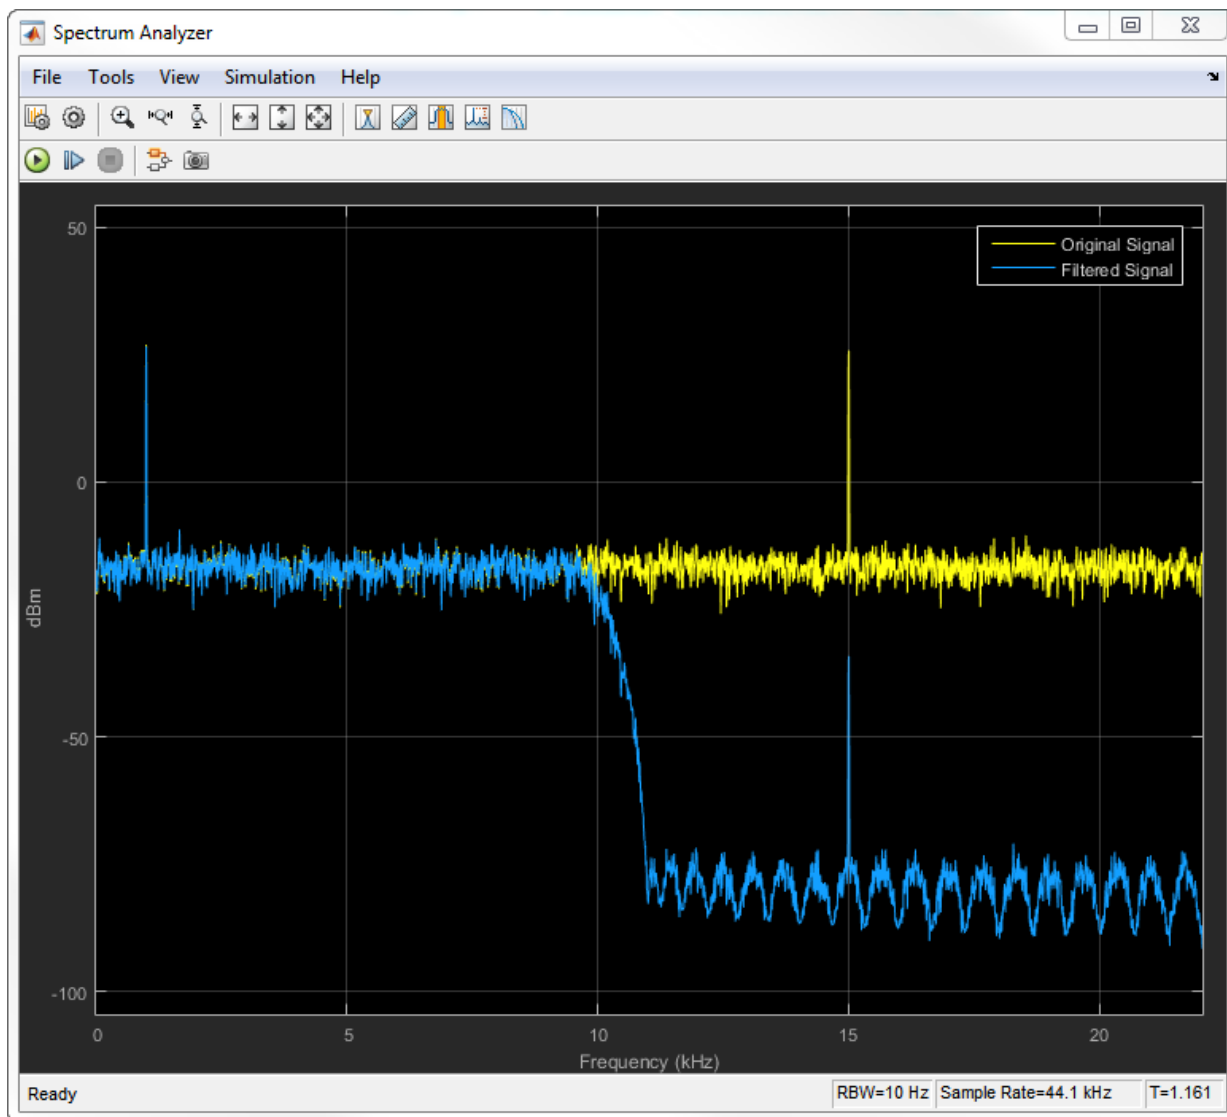 Spectrum Analyzer
File Tools View Simulation Help
50
Original Signal
Filtered Signal
0
dBm
-50
-100
0 5 10 15 20
Frequency (kHz)
Ready RBW=10 Hz Sample Rate=44.1 kHz T=1.161